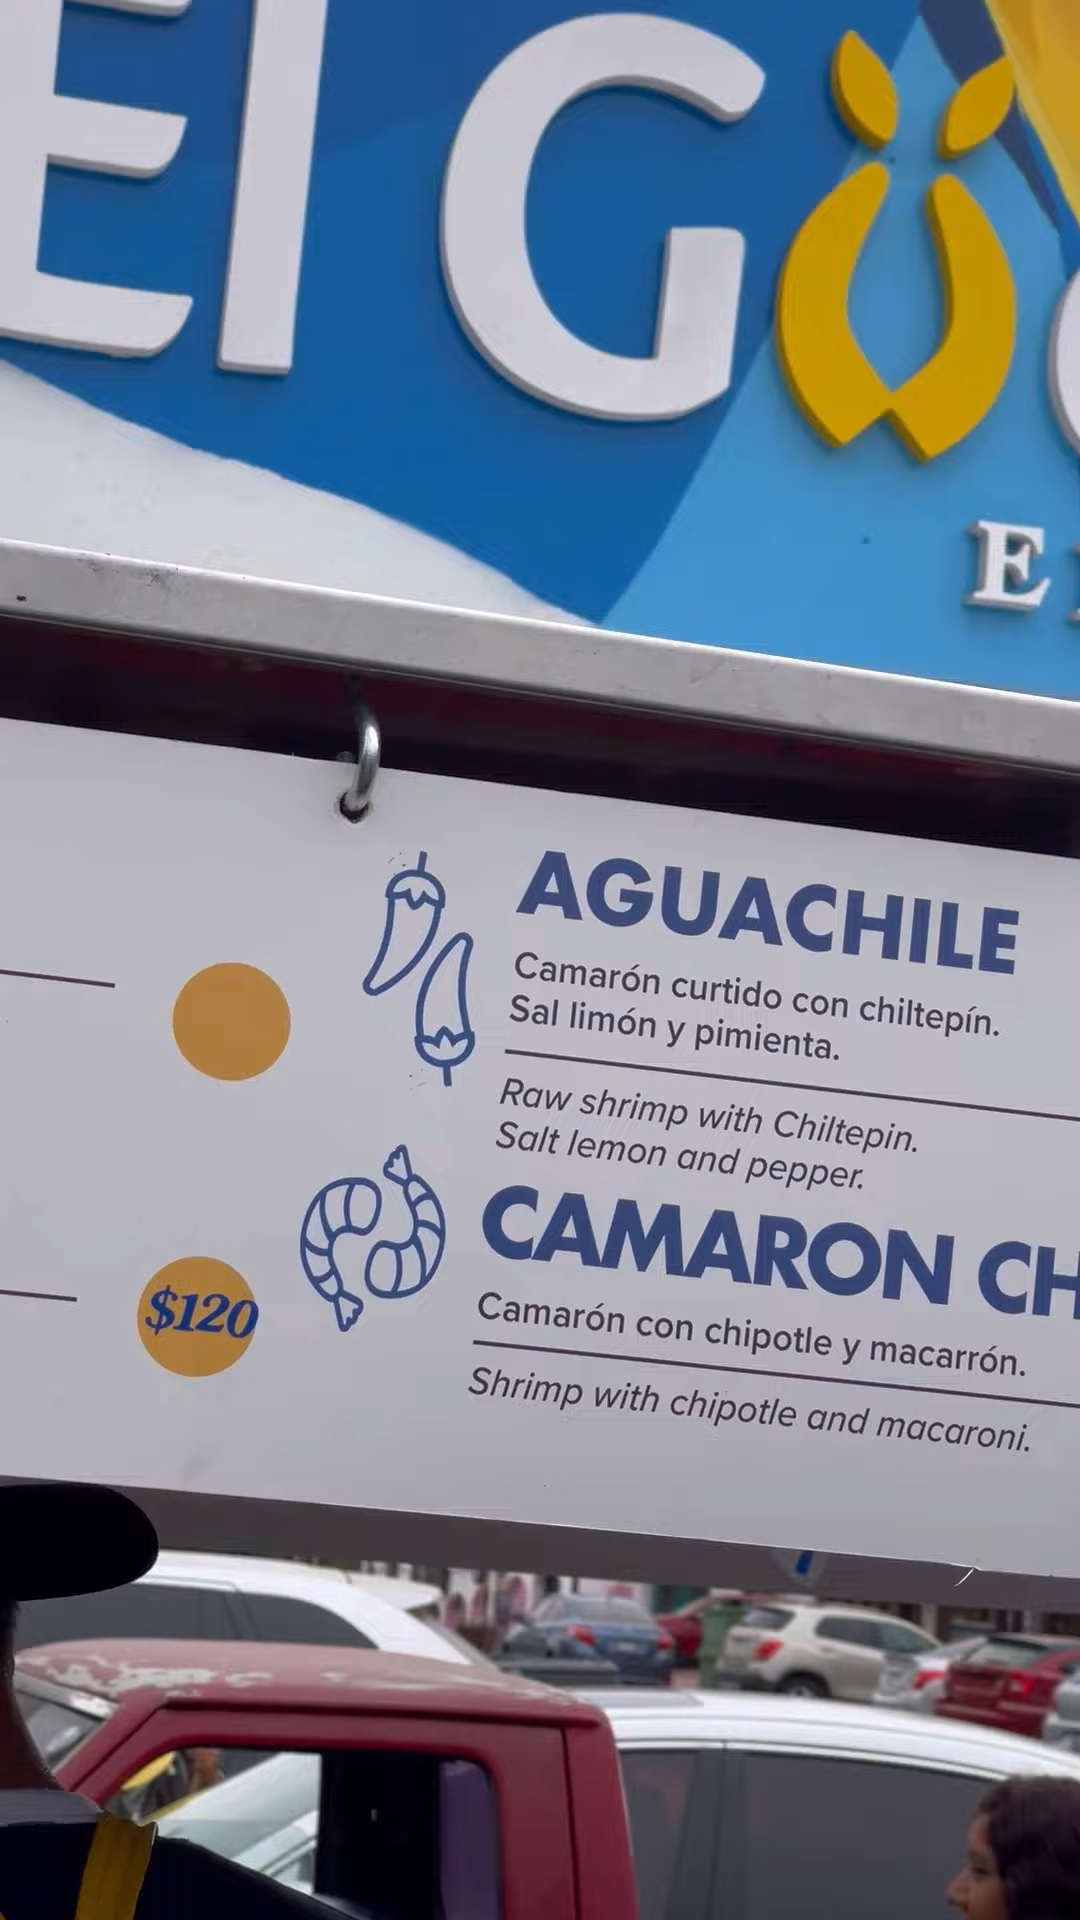 El G
E
AGUACHILE
Camarón curtido con chiltepín.
Sal limón y pimienta.
Raw shrimp with Chiltepin.
Salt lemon and pepper.
$120
CAMARON CH
Camarón con chipotle y macarrón.
Shrimp with chipotle and macaroni.